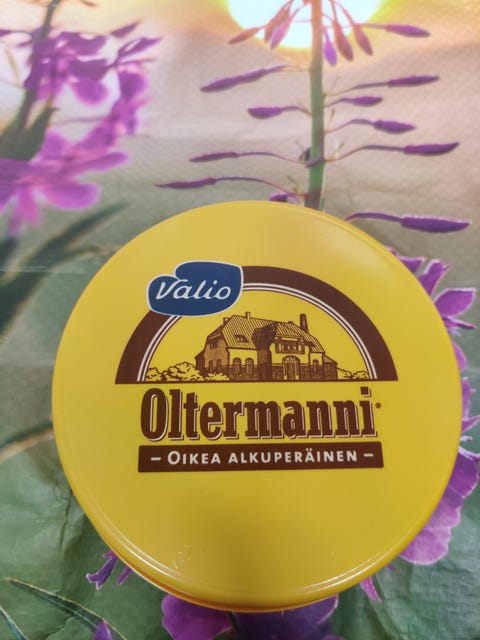 Valio
Oltermanni
- OIKEA ALKUPERÄINEN -